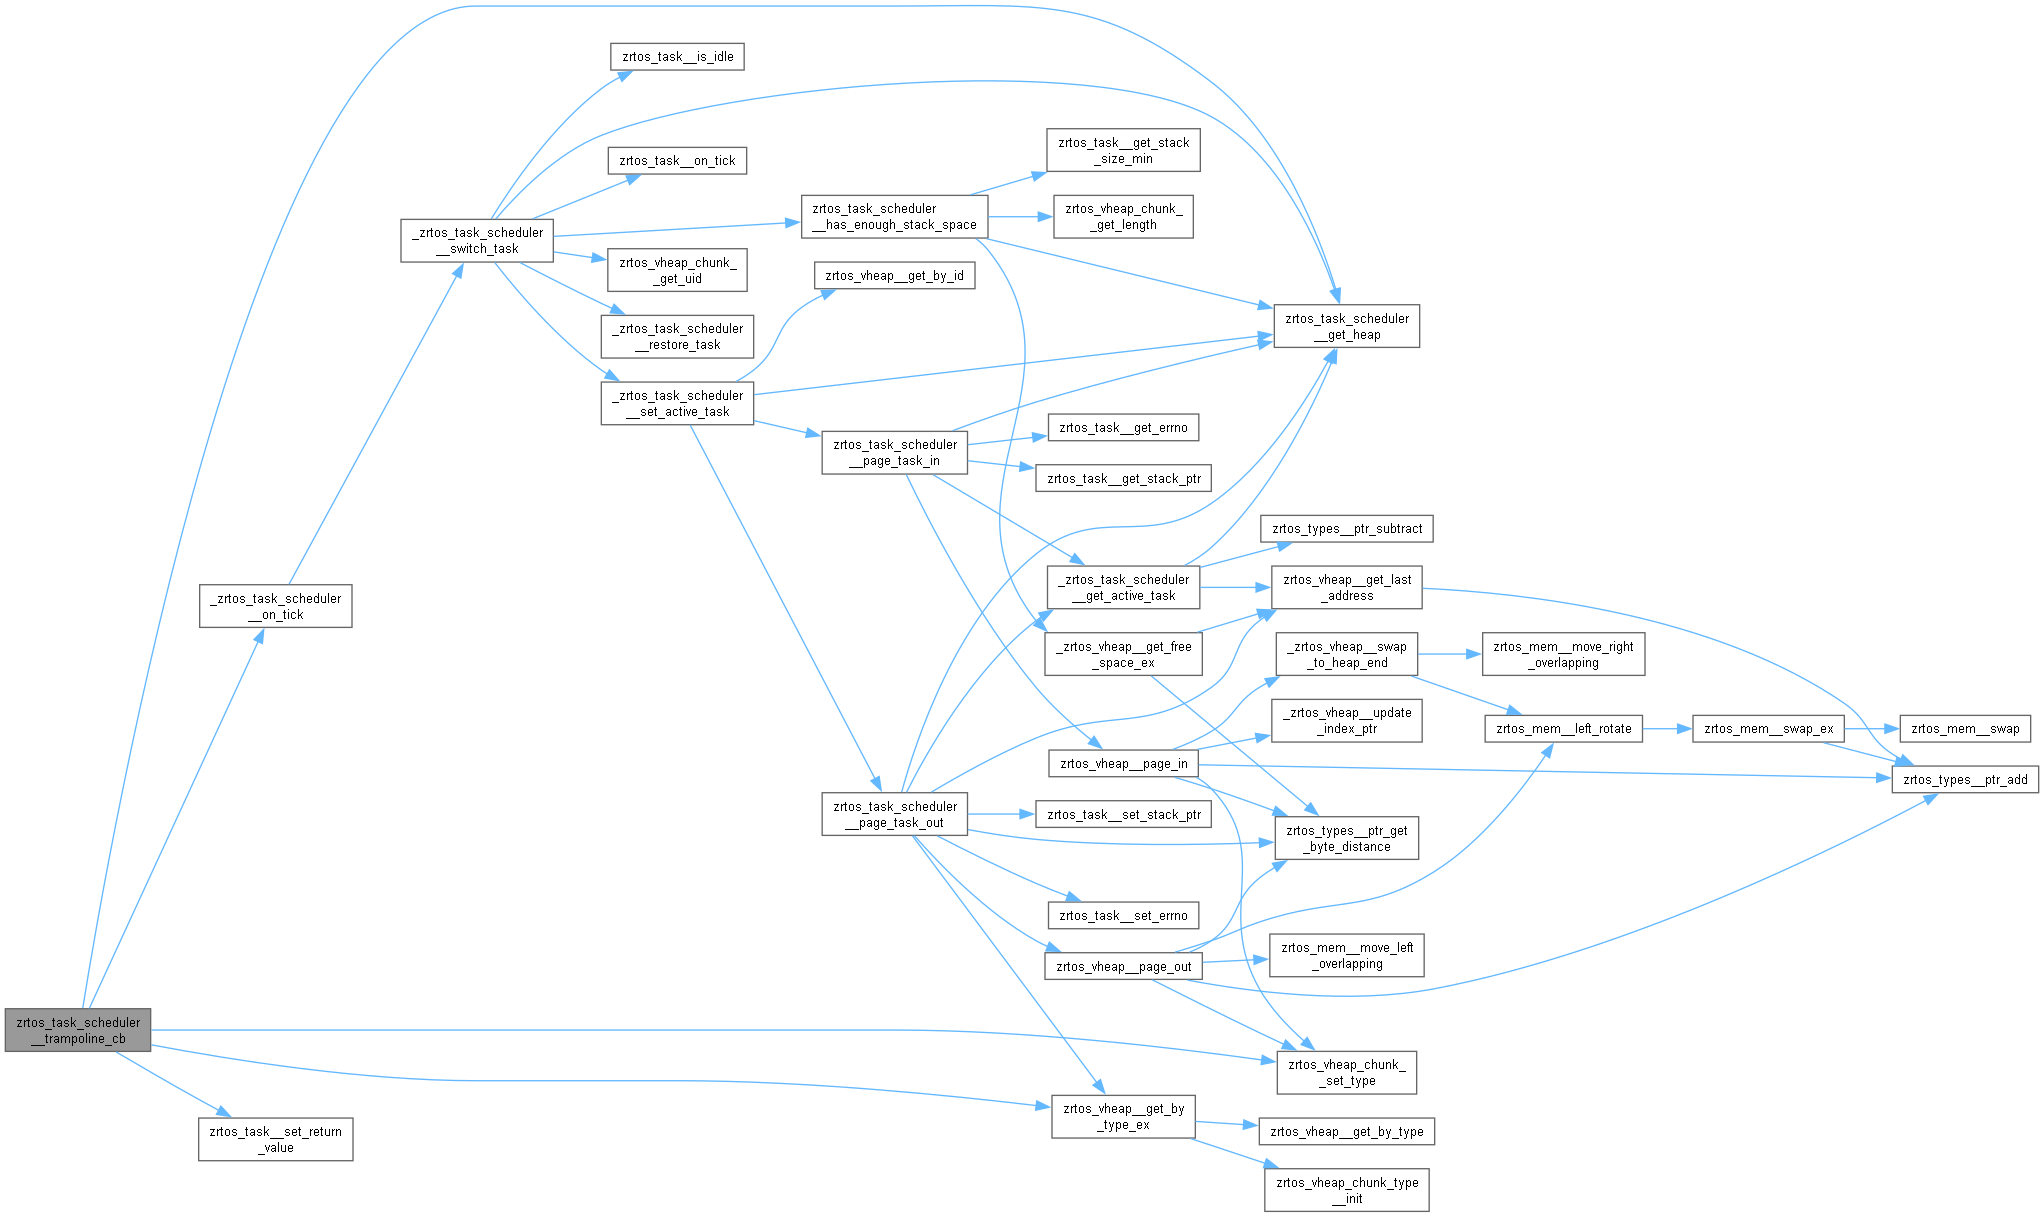 zrtos_task__is_idle
zrtos_task__get_stack
_size_min
zrtos_task__on_tick
zrtos_task_scheduler
__has_enough_stack_space
zrtos_vheap_chunk_
_get_length
_zrtos_task_scheduler
__switch_task
zrtos_vheap_chunk_
_get_uid
zrtos_vheap__get_by_id
zrtos_task_scheduler
__get_heap
_zrtos_task_scheduler
__restore_task
_zrtos_task_scheduler
__set_active_task
zrtos_task__get_errno
zrtos_task_scheduler
__page_task_in
zrtos_task__get_stack_ptr
zrtos_types__ptr_subtract
_zrtos_task_scheduler
__get_active_task
zrtos_vheap__get_last
_address
_zrtos_task_scheduler
__on_tick
_zrtos_vheap__get_free
_space_ex
_zrtos_vheap__swap
_to_heap_end
zrtos_mem__move_right
_overlapping
_zrtos_vheap__update
_index_ptr
zrtos_mem__left_rotate
zrtos_mem__swap_ex
zrtos_mem__swap
zrtos_vheap__page_in
zrtos_types__ptr_add
zrtos_task_scheduler
__page_task_out
zrtos_task__set_stack_ptr
zrtos_types__ptr_get
_byte_distance
zrtos_task__set_errno
zrtos_vheap__page_out
zrtos_mem__move_left
_overlapping
zrtos_task_scheduler
__trampoline_cb
zrtos_vheap_chunk_
_set_type
zrtos_vheap__get_by
_type_ex
zrtos_vheap__get_by_type
zrtos_task__set_return
_value
zrtos_vheap_chunk_type
__init